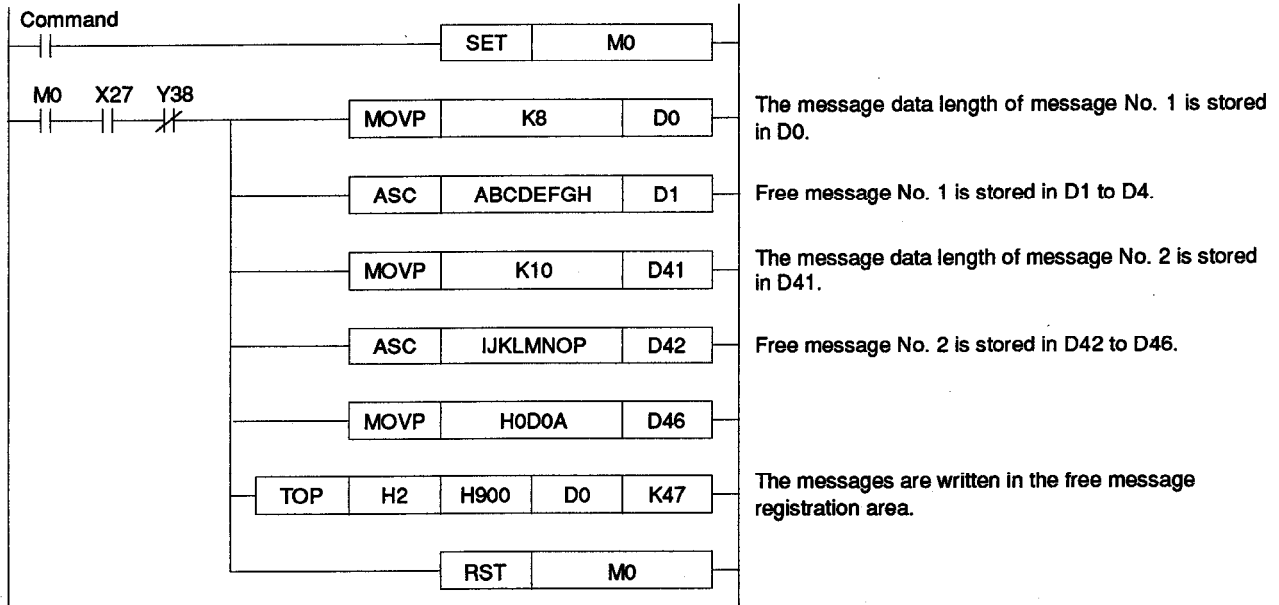 Command
SET M0
M0 X27 Y38
MOVP K8 D0
The message data length of message No. 1 is stored
in D0.
ASC ABCDEFGH D1
Free message No. 1 is stored in D1 to D4.
MOVP K10 D41
The message data length of message No. 2 is stored
in D41.
ASC IJKLMNOP D42
Free message No. 2 is stored in D42 to D46.
MOVP H0D0A D46
TOP H2 H900 D0 K47
The messages are written in the free message
registration area.
RST M0